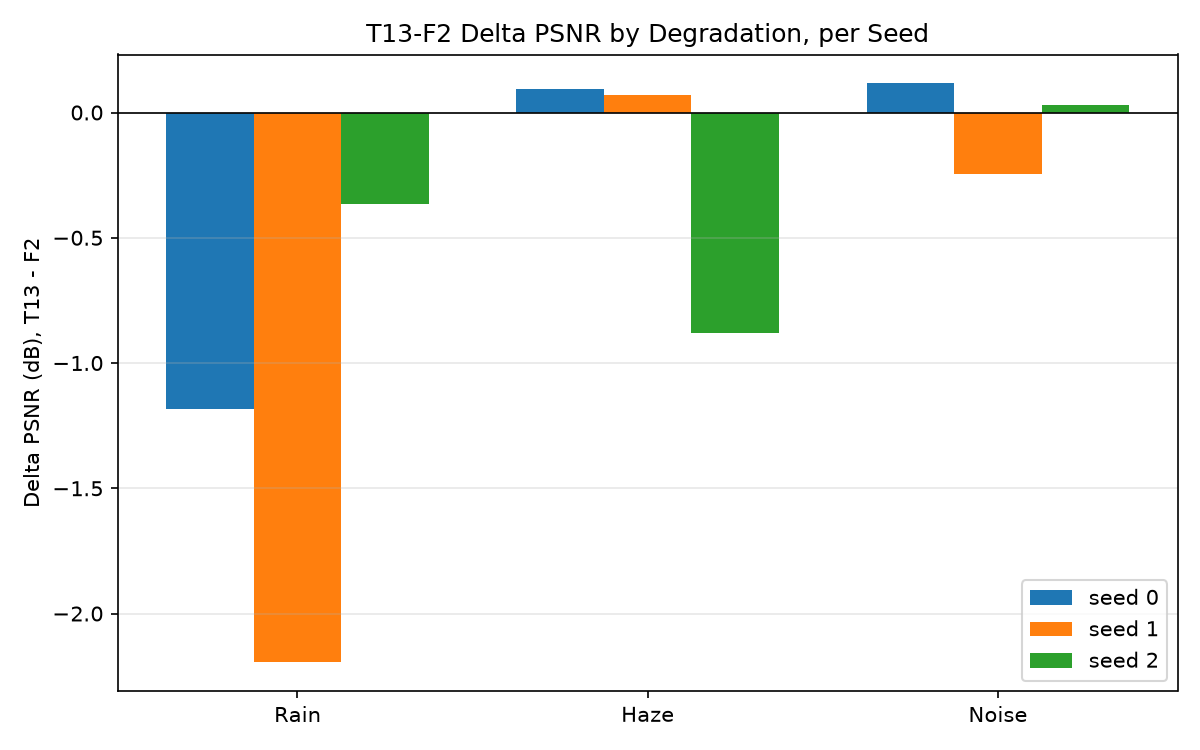 T13-F2 Delta PSNR by Degradation, per Seed
Delta PSNR (dB), T13 - F2
0.0
−0.5
−1.0
−1.5
−2.0
Rain
Haze
Noise
seed 0
seed 1
seed 2